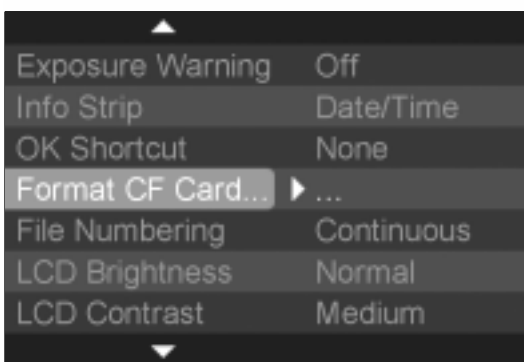 Exposure Warning Off
Info Strip Date/Time
OK Shortcut None
Format CF Card... ...
File Numbering Continuous
LCD Brightness Normal
LCD Contrast Medium